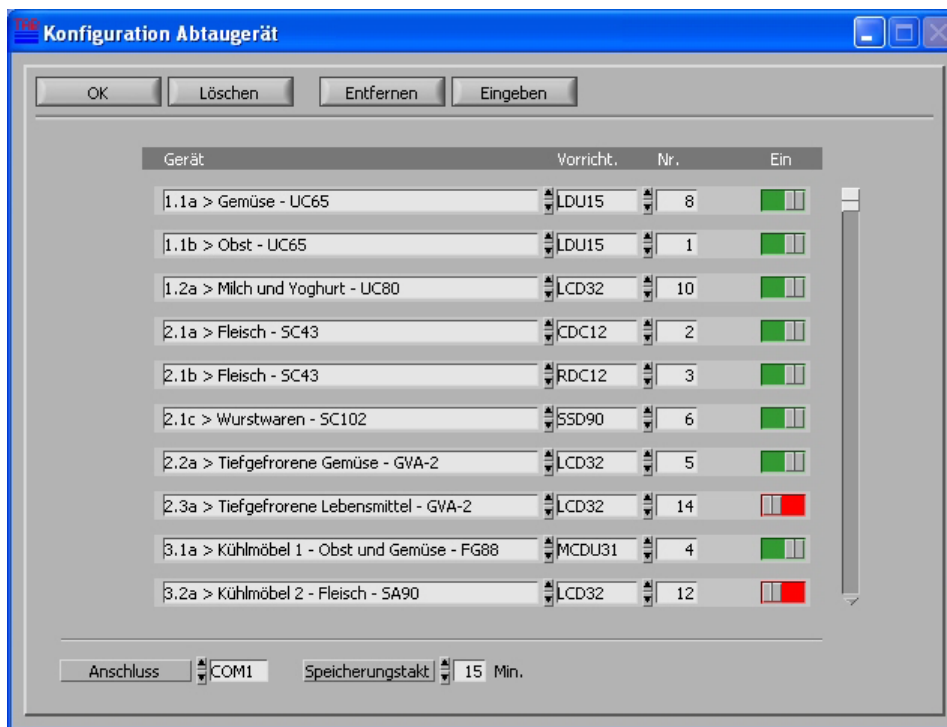 Konfiguration Abtaugerät
OK Löschen Entfernen Eingeben
Gerät Vorricht. Nr. Ein
1.1a > Gemüse - UC65 LDU15 8
1.1b > Obst - UC65 LDU15 1
1.2a > Milch und Yoghurt - UC80 LCD32 10
2.1a > Fleisch - SC43 CDC12 2
2.1b > Fleisch - SC43 RDC12 3
2.1c > Wurstwaren - SC102 SSD90 6
2.2a > Tiefgefrorene Gemüse - GVA-2 LCD32 5
2.3a > Tiefgefrorene Lebensmittel - GVA-2 LCD32 14
3.1a > Kühlmöbel 1 - Obst und Gemüse - FG88 MCDU31 4
3.2a > Kühlmöbel 2 - Fleisch - SA90 LCD32 12
Anschluss COM1 Speicherungstakt 15 Min.